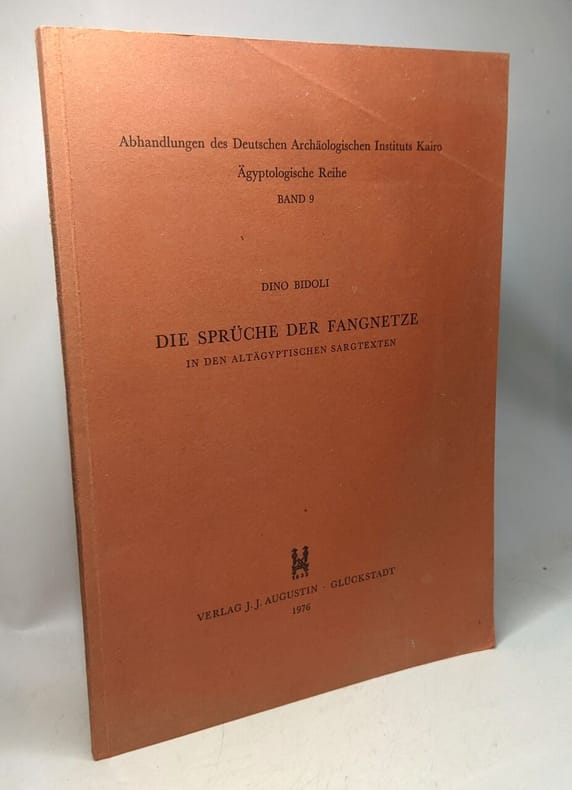 Abhandlungen des Deutschen Archäologischen Instituts Kairo
Ägyptologische Reihe
BAND 9
DINO BIDOLI
DIE SPRÜCHE DER FANGNETZE
IN DEN ALTÄGYPTISCHEN SARGTEXTEN
VERLAG J. J. AUGUSTIN · GLÜCKSTADT
1976